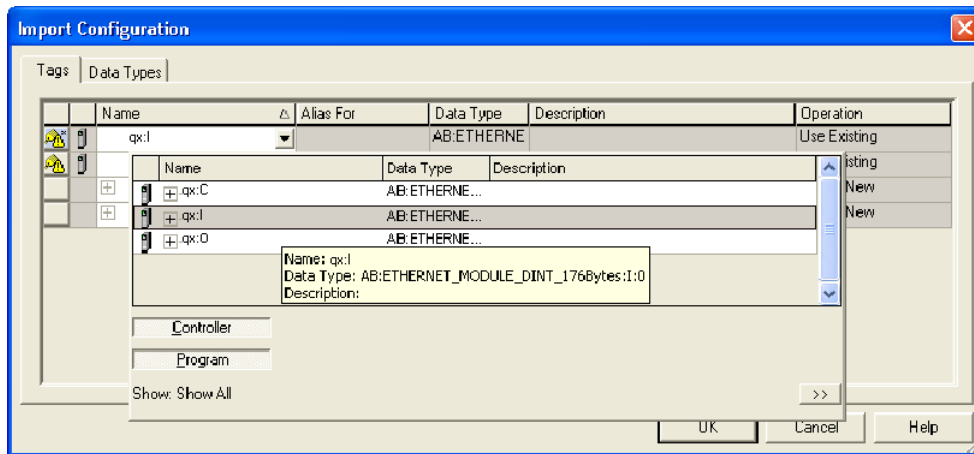 Import Configuration
Tags Data Types
Name Alias For Data Type Description Operation
qx:I AB:ETHERNE Use Existing
isting
Name Data Type Description
qx:C AB:ETHERNE... New
qx:I AB:ETHERNE... New
qx:O AB:ETHERNE...
Name: qx:I
Data Type: AB:ETHERNET_MODULE_DINT_176Bytes:I:0
Description:
Controller
Program
Show: Show All >>
OK Cancel Help